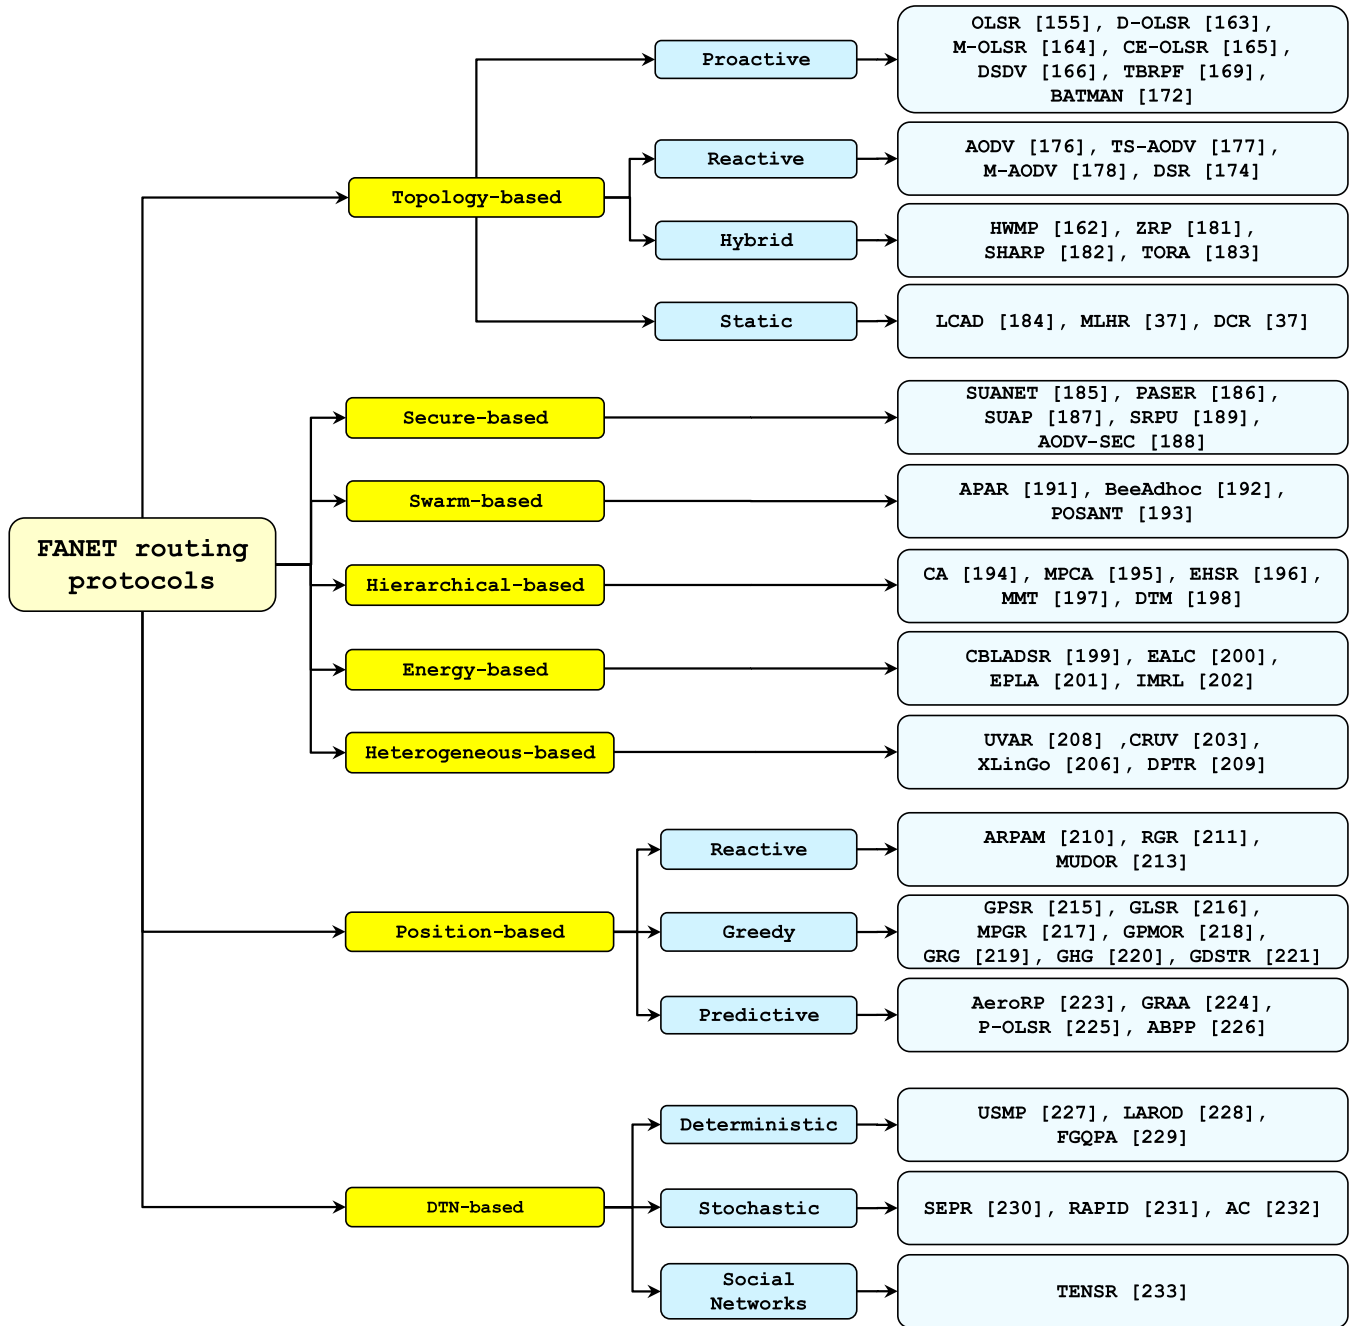 OLSR [155], D-OLSR [163],
M-OLSR [164], CE-OLSR [165],
DSDV [166], TBRPF [169],
BATMAN [172]
Proactive
AODV [176], TS-AODV [177],
M-AODV [178], DSR [174]
Reactive
Topology-based
HWMP [162], ZRP [181],
SHARP [182], TORA [183]
Hybrid
Static
LCAD [184], MLHR [37], DCR [37]
Secure-based
SUANET [185], PASER [186],
SUAP [187], SRPU [189],
AODV-SEC [188]
Swarm-based
APAR [191], BeeAdhoc [192],
POSANT [193]
FANET routing
protocols
Hierarchical-based
CA [194], MPCA [195], EHSR [196],
MMT [197], DTM [198]
Energy-based
CBLADSR [199], EALC [200],
EPLA [201], IMRL [202]
Heterogeneous-based
UVAR [208] ,CRUV [203],
XLinGo [206], DPTR [209]
Reactive
ARPAM [210], RGR [211],
MUDOR [213]
Position-based
Greedy
GPSR [215], GLSR [216],
MPGR [217], GPMOR [218],
GRG [219], GHG [220], GDSTR [221]
Predictive
AeroRP [223], GRAA [224],
P-OLSR [225], ABPP [226]
Deterministic
USMP [227], LAROD [228],
FGQPA [229]
DTN-based
Stochastic
SEPR [230], RAPID [231], AC [232]
Social
Networks
TENSR [233]